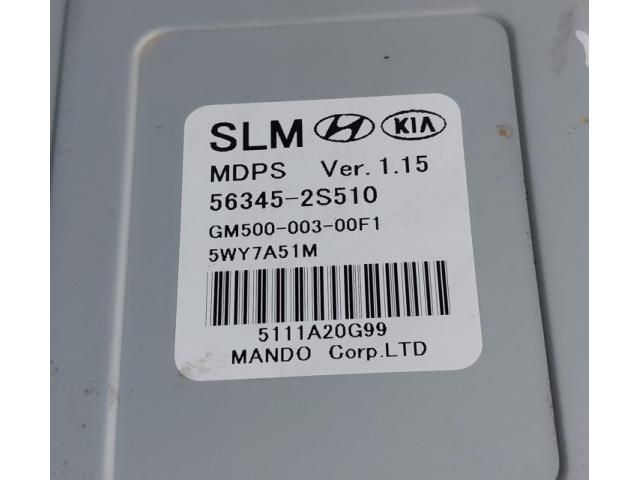 SLM KIA
MDPS Ver. 1.15
56345-2S510
GM500-003-00F1
5WY7A51M
5111A20G99
MANDO Corp.LTD